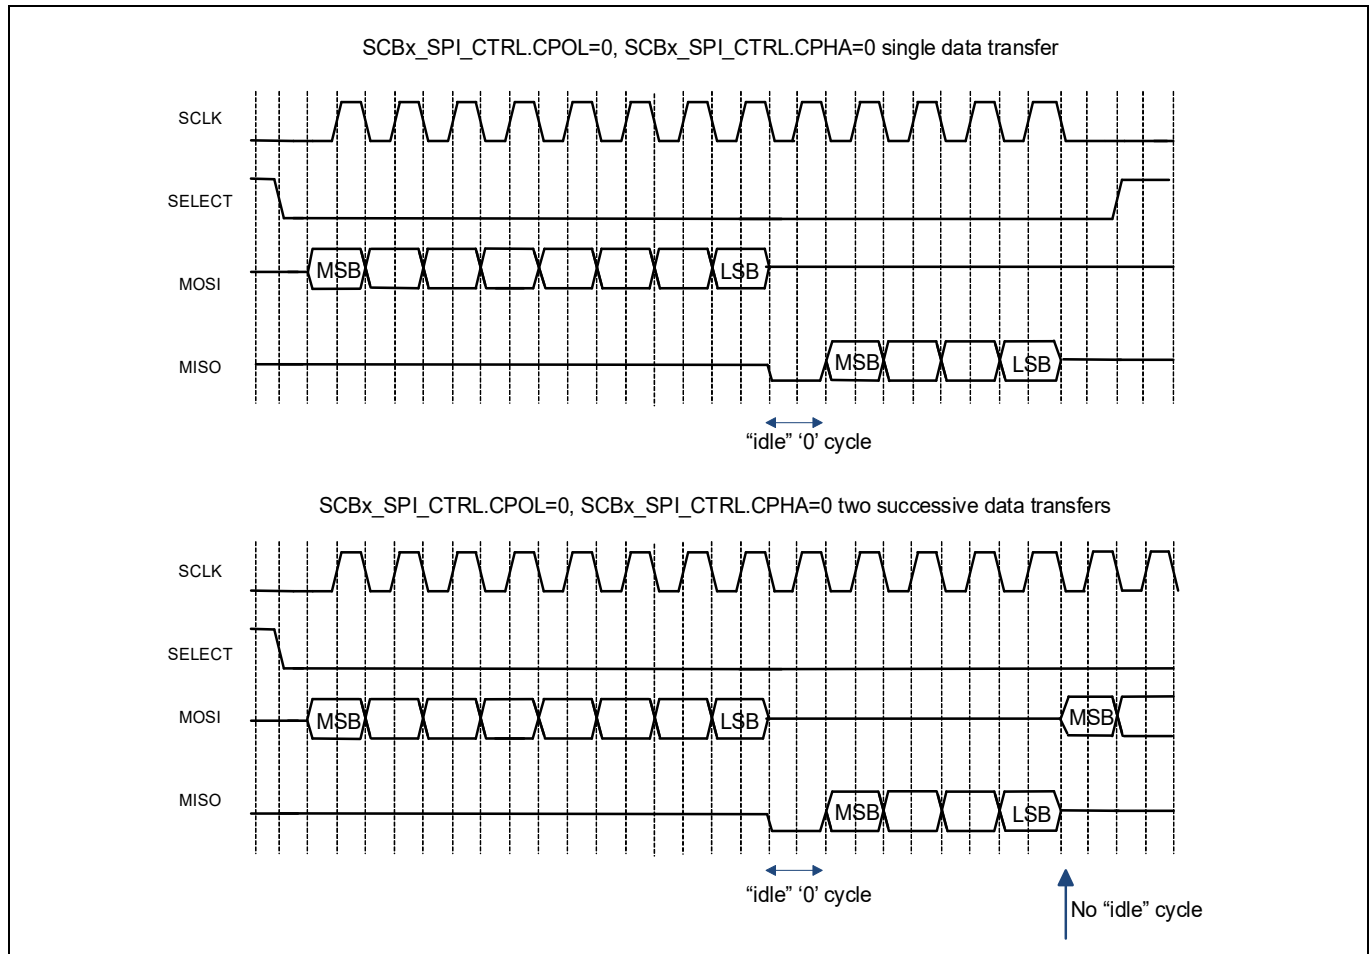 SCBx_SPI_CTRL.CPOL=0, SCBx_SPI_CTRL.CPHA=0 single data transfer
SCLK
SELECT
MOSI
MSB
LSB
MISO
MSB
LSB
“idle” ‘0’ cycle
SCBx_SPI_CTRL.CPOL=0, SCBx_SPI_CTRL.CPHA=0 two successive data transfers
SCLK
SELECT
MOSI
MSB
LSB
MSB
MISO
MSB
LSB
“idle” ‘0’ cycle
No “idle” cycle